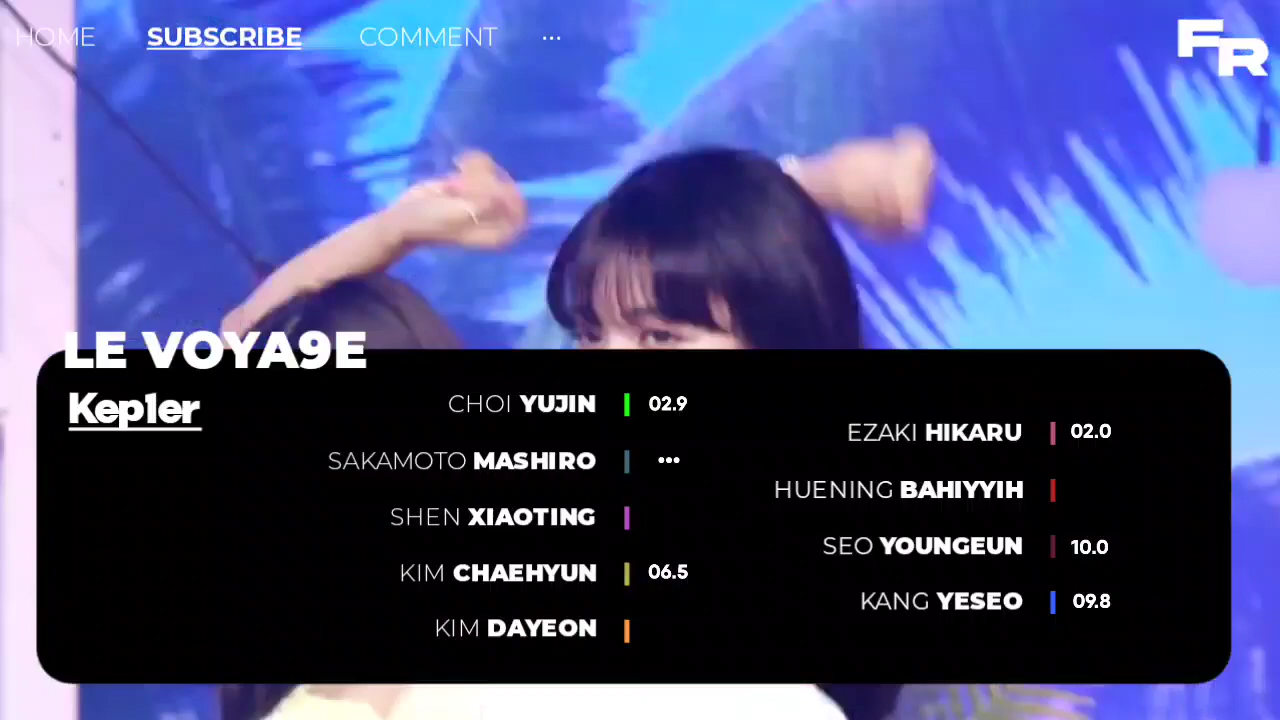 HOME SUBSCRIBE COMMENT ...
FR
LE VOYA9E
Kep1er
CHOI YUJIN 02.9
SAKAMOTO MASHIRO ...
SHEN XIAOTING
KIM CHAEHYUN 06.5
KIM DAYEON
EZAKI HIKARU 02.0
HUENING BAHIYYIH
SEO YOUNGEUN 10.0
KANG YESEO 09.8